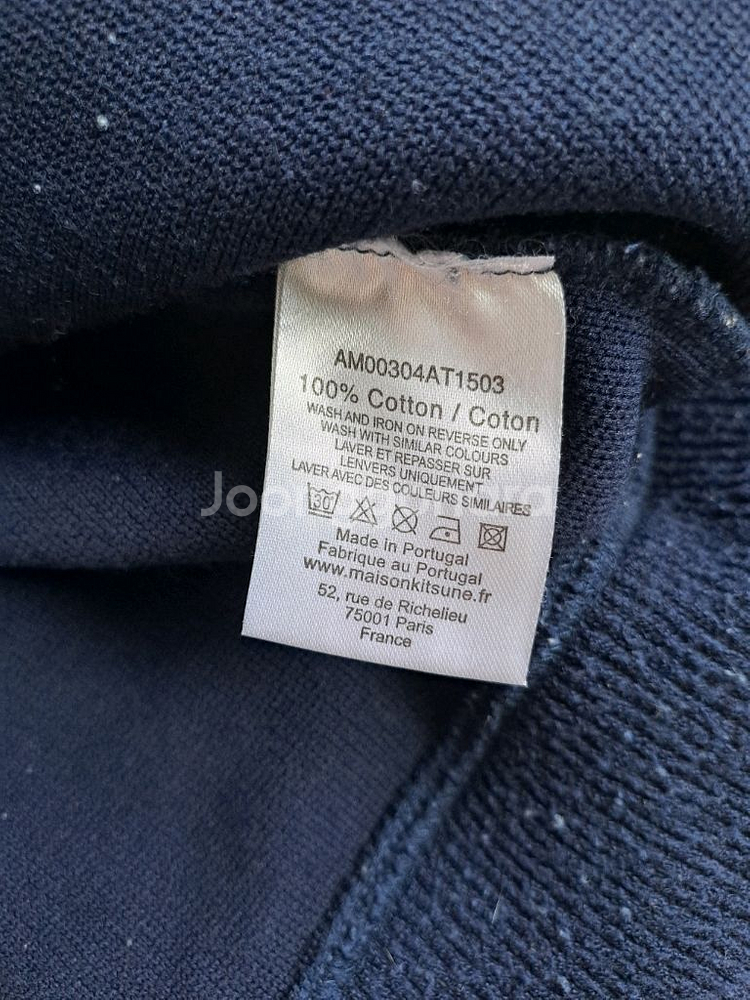 AM00304AT1503
100% Cotton / Coton
WASH AND IRON ON REVERSE ONLY
WASH WITH SIMILAR COLOURS
LAVER ET REPASSER SUR
LENVERS UNIQUEMENT
LAVER AVEC DES COULEURS SIMILAIRES
30
Made in Portugal
Fabrique au Portugal
www.maisonkitsune.fr
52, rue de Richelieu
75001 Paris
France